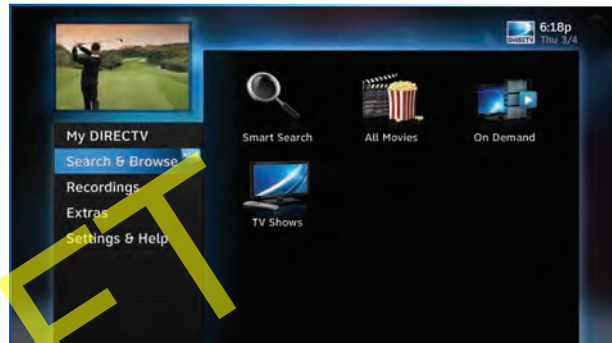 6:18p
DIRECTV Thu 3/4
My DIRECTV
Search & Browse
Recordings
Extras
Settings & Help
Smart Search
All Movies
On Demand
TV Shows
FT